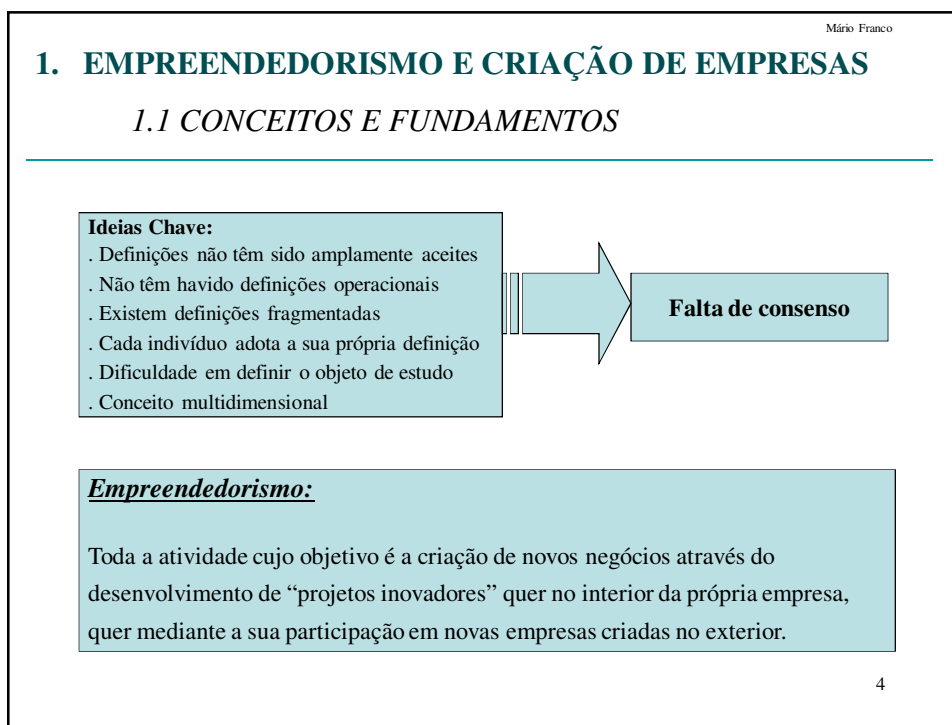 Mário Franco
1. EMPREENDEDORISMO E CRIAÇÃO DE EMPRESAS
1.1 CONCEITOS E FUNDAMENTOS
Ideias Chave:
. Definições não têm sido amplamente aceites
. Não têm havido definições operacionais
. Existem definições fragmentadas
. Cada indivíduo adota a sua própria definição
. Dificuldade em definir o objeto de estudo
. Conceito multidimensional
Falta de consenso
Empreendedorismo:
Toda a atividade cujo objetivo é a criação de novos negócios através do
desenvolvimento de “projetos inovadores” quer no interior da própria empresa,
quer mediante a sua participação em novas empresas criadas no exterior.
4